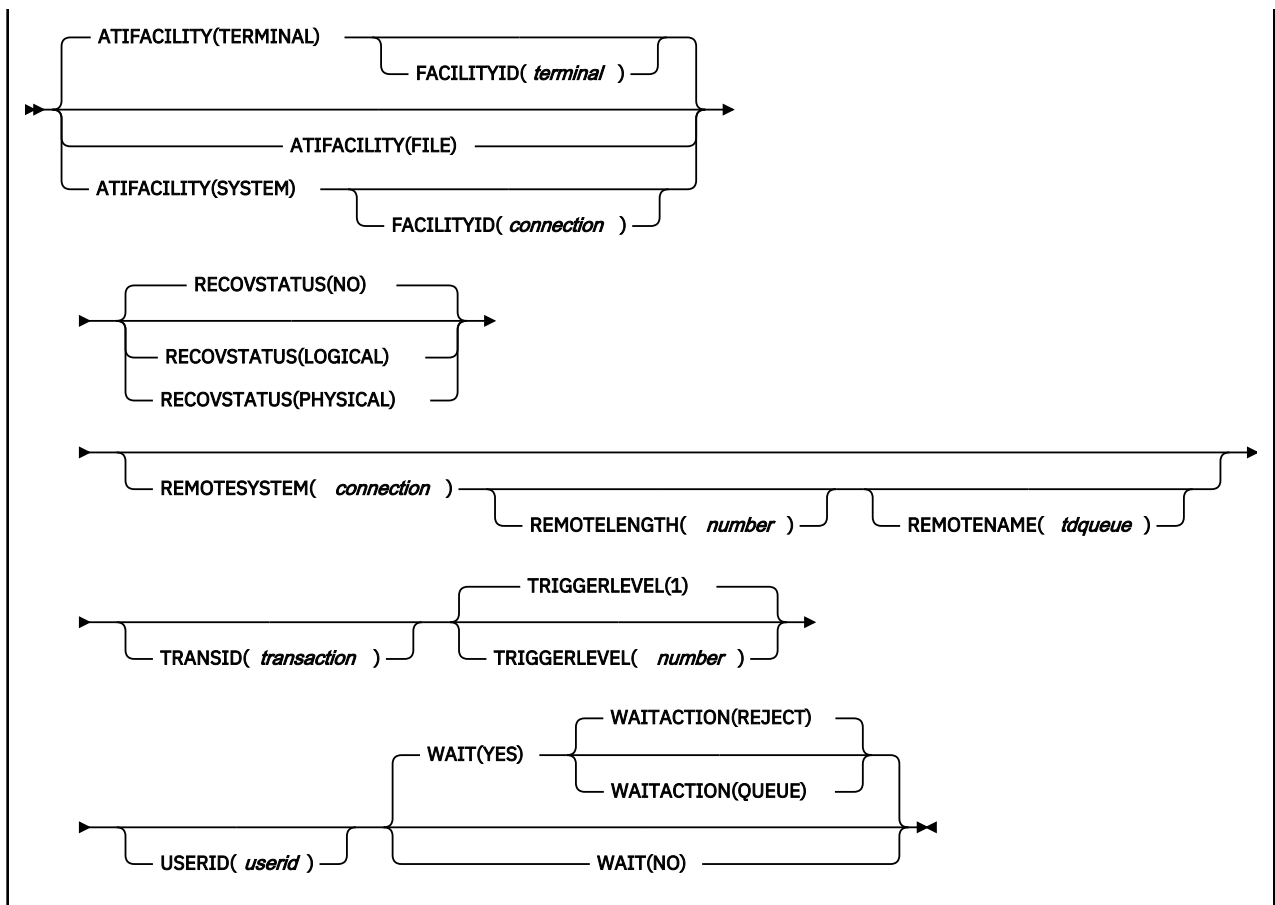 ATIFACILITY(TERMINAL)
FACILITYID( terminal )
ATIFACILITY(FILE)
ATIFACILITY(SYSTEM)
FACILITYID( connection )
RECOVSTATUS(NO)
RECOVSTATUS(LOGICAL)
RECOVSTATUS(PHYSICAL)
REMOTESYSTEM( connection )
REMOTELENGTH( number ) REMOTENAME( tdqueue )
TRIGGERLEVEL(1)
TRANSID( transaction ) TRIGGERLEVEL( number )
WAITACTION(REJECT)
WAIT(YES)
WAITACTION(QUEUE)
USERID( userid ) WAIT(NO)